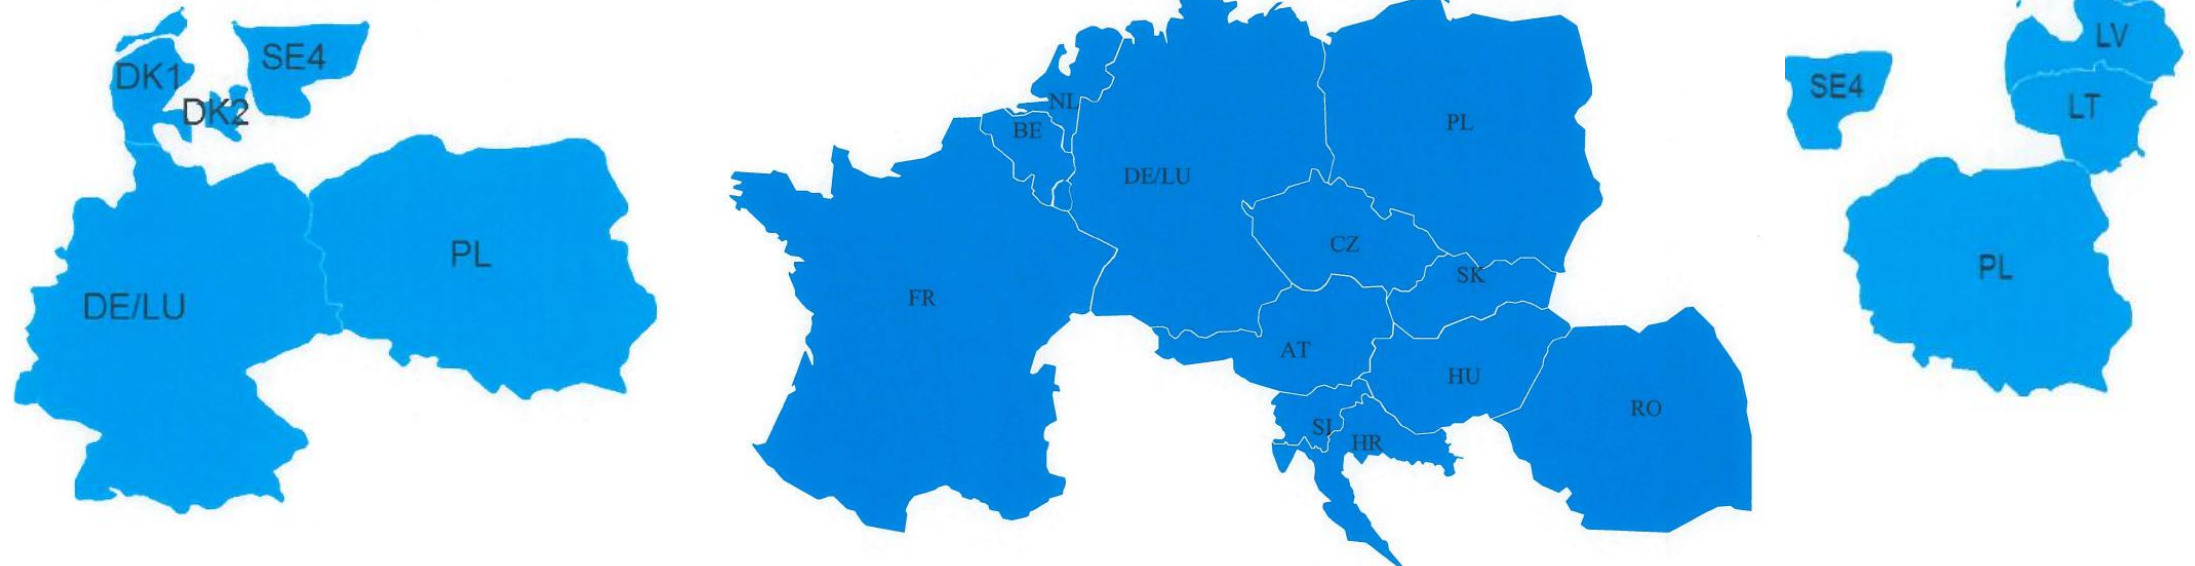 DK1
SE4
DK2
PL
DE/LU
NL
BE
PL
DE/LU
CZ
SK
FR
AT
HU
RO
SI
HR
LV
SE4
LT
PL